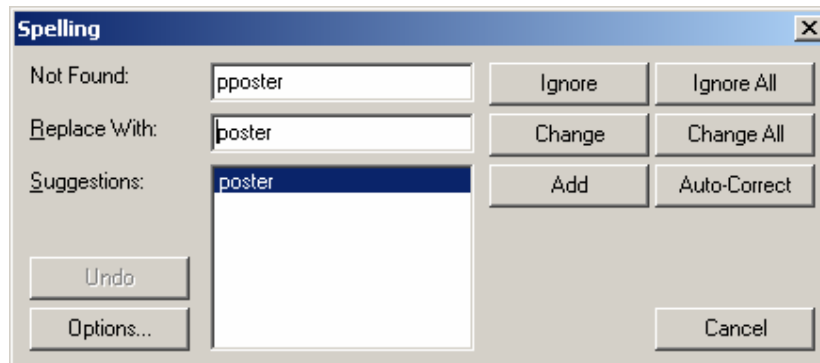 Spelling
Not Found: pposter Ignore Ignore All
Replace With: poster Change Change All
Suggestions: poster Add Auto-Correct
Undo
Options... Cancel